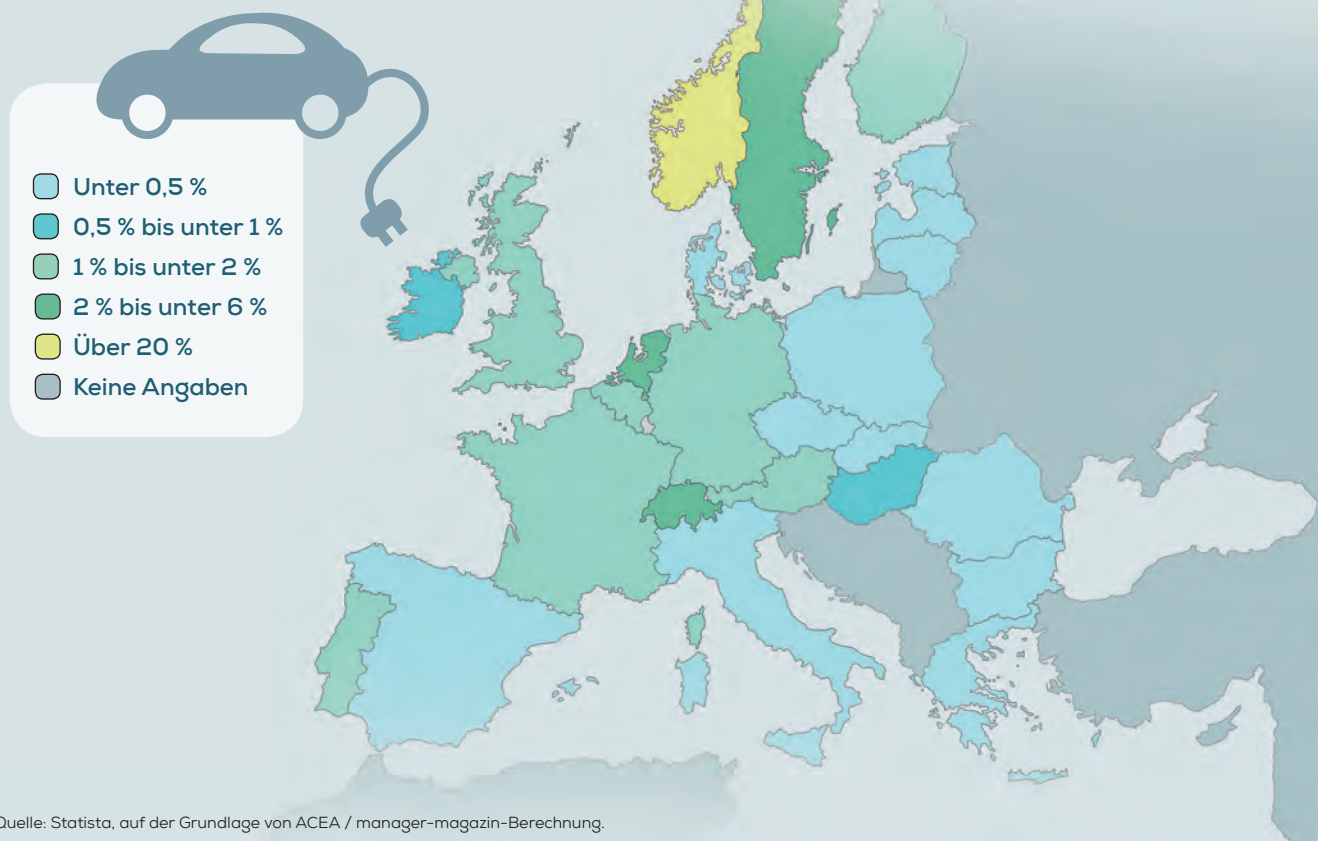 Unter 0,5 %
0,5 % bis unter 1 %
1 % bis unter 2 %
2 % bis unter 6 %
Über 20 %
Keine Angaben
Quelle: Statista, auf der Grundlage von ACEA / manager-magazin-Berechnung.